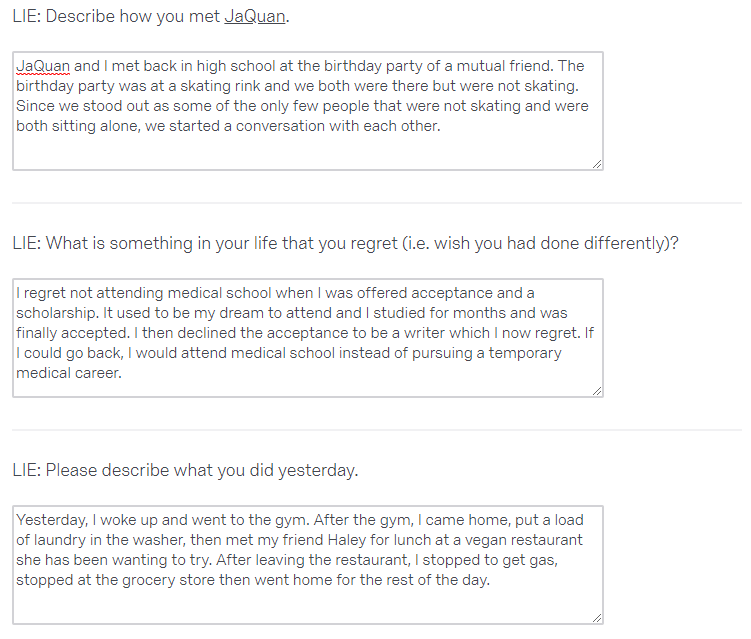 LIE: Describe how you met JaQuan.
JaQuan and I met back in high school at the birthday party of a mutual friend. The
birthday party was at a skating rink and we both were there but were not skating.
Since we stood out as some of the only few people that were not skating and were
both sitting alone, we started a conversation with each other.
LIE: What is something in your life that you regret (i.e. wish you had done differently)?
I regret not attending medical school when I was offered acceptance and a
scholarship. It used to be my dream to attend and I studied for months and was
finally accepted. I then declined the acceptance to be a writer which I now regret. If
I could go back, I would attend medical school instead of pursuing a temporary
medical career.
LIE: Please describe what you did yesterday.
Yesterday, I woke up and went to the gym. After the gym, I came home, put a load
of laundry in the washer, then met my friend Haley for lunch at a vegan restaurant
she has been wanting to try. After leaving the restaurant, I stopped to get gas,
stopped at the grocery store then went home for the rest of the day.